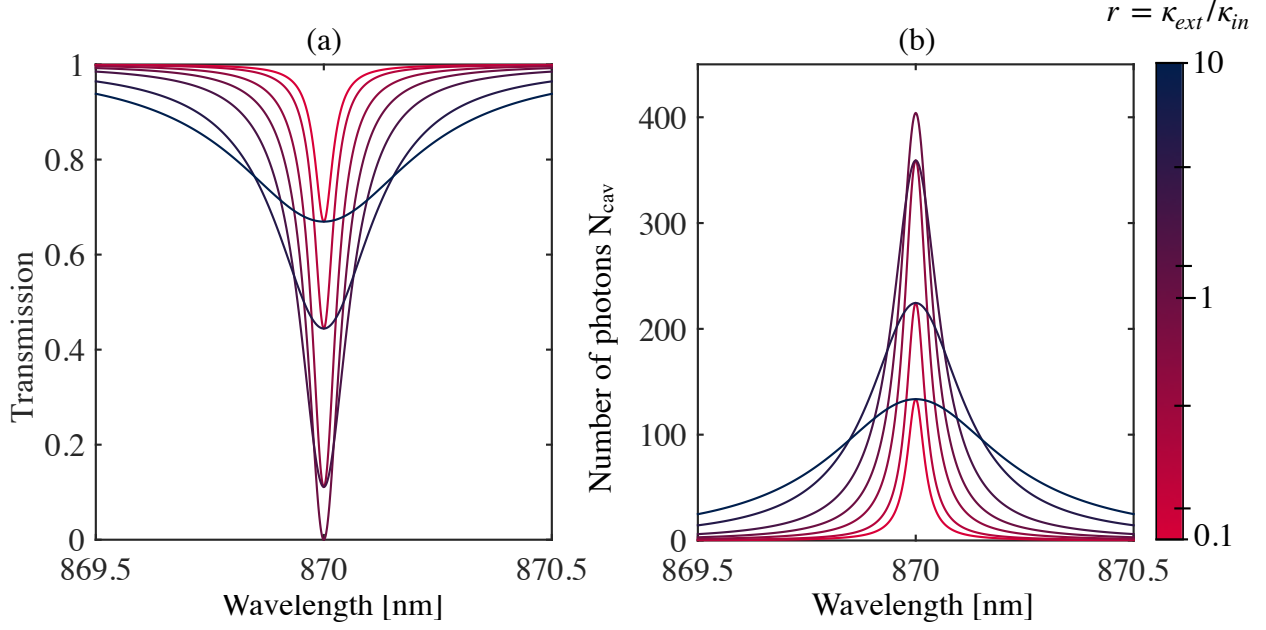 r = κext/κin
(a)
(b)
1
0.8
0.6
0.4
0.2
0
Transmission
869.5
870
870.5
Wavelength [nm]
400
300
200
100
0
Number of photons Ncav
869.5
870
870.5
Wavelength [nm]
10
1
0.1